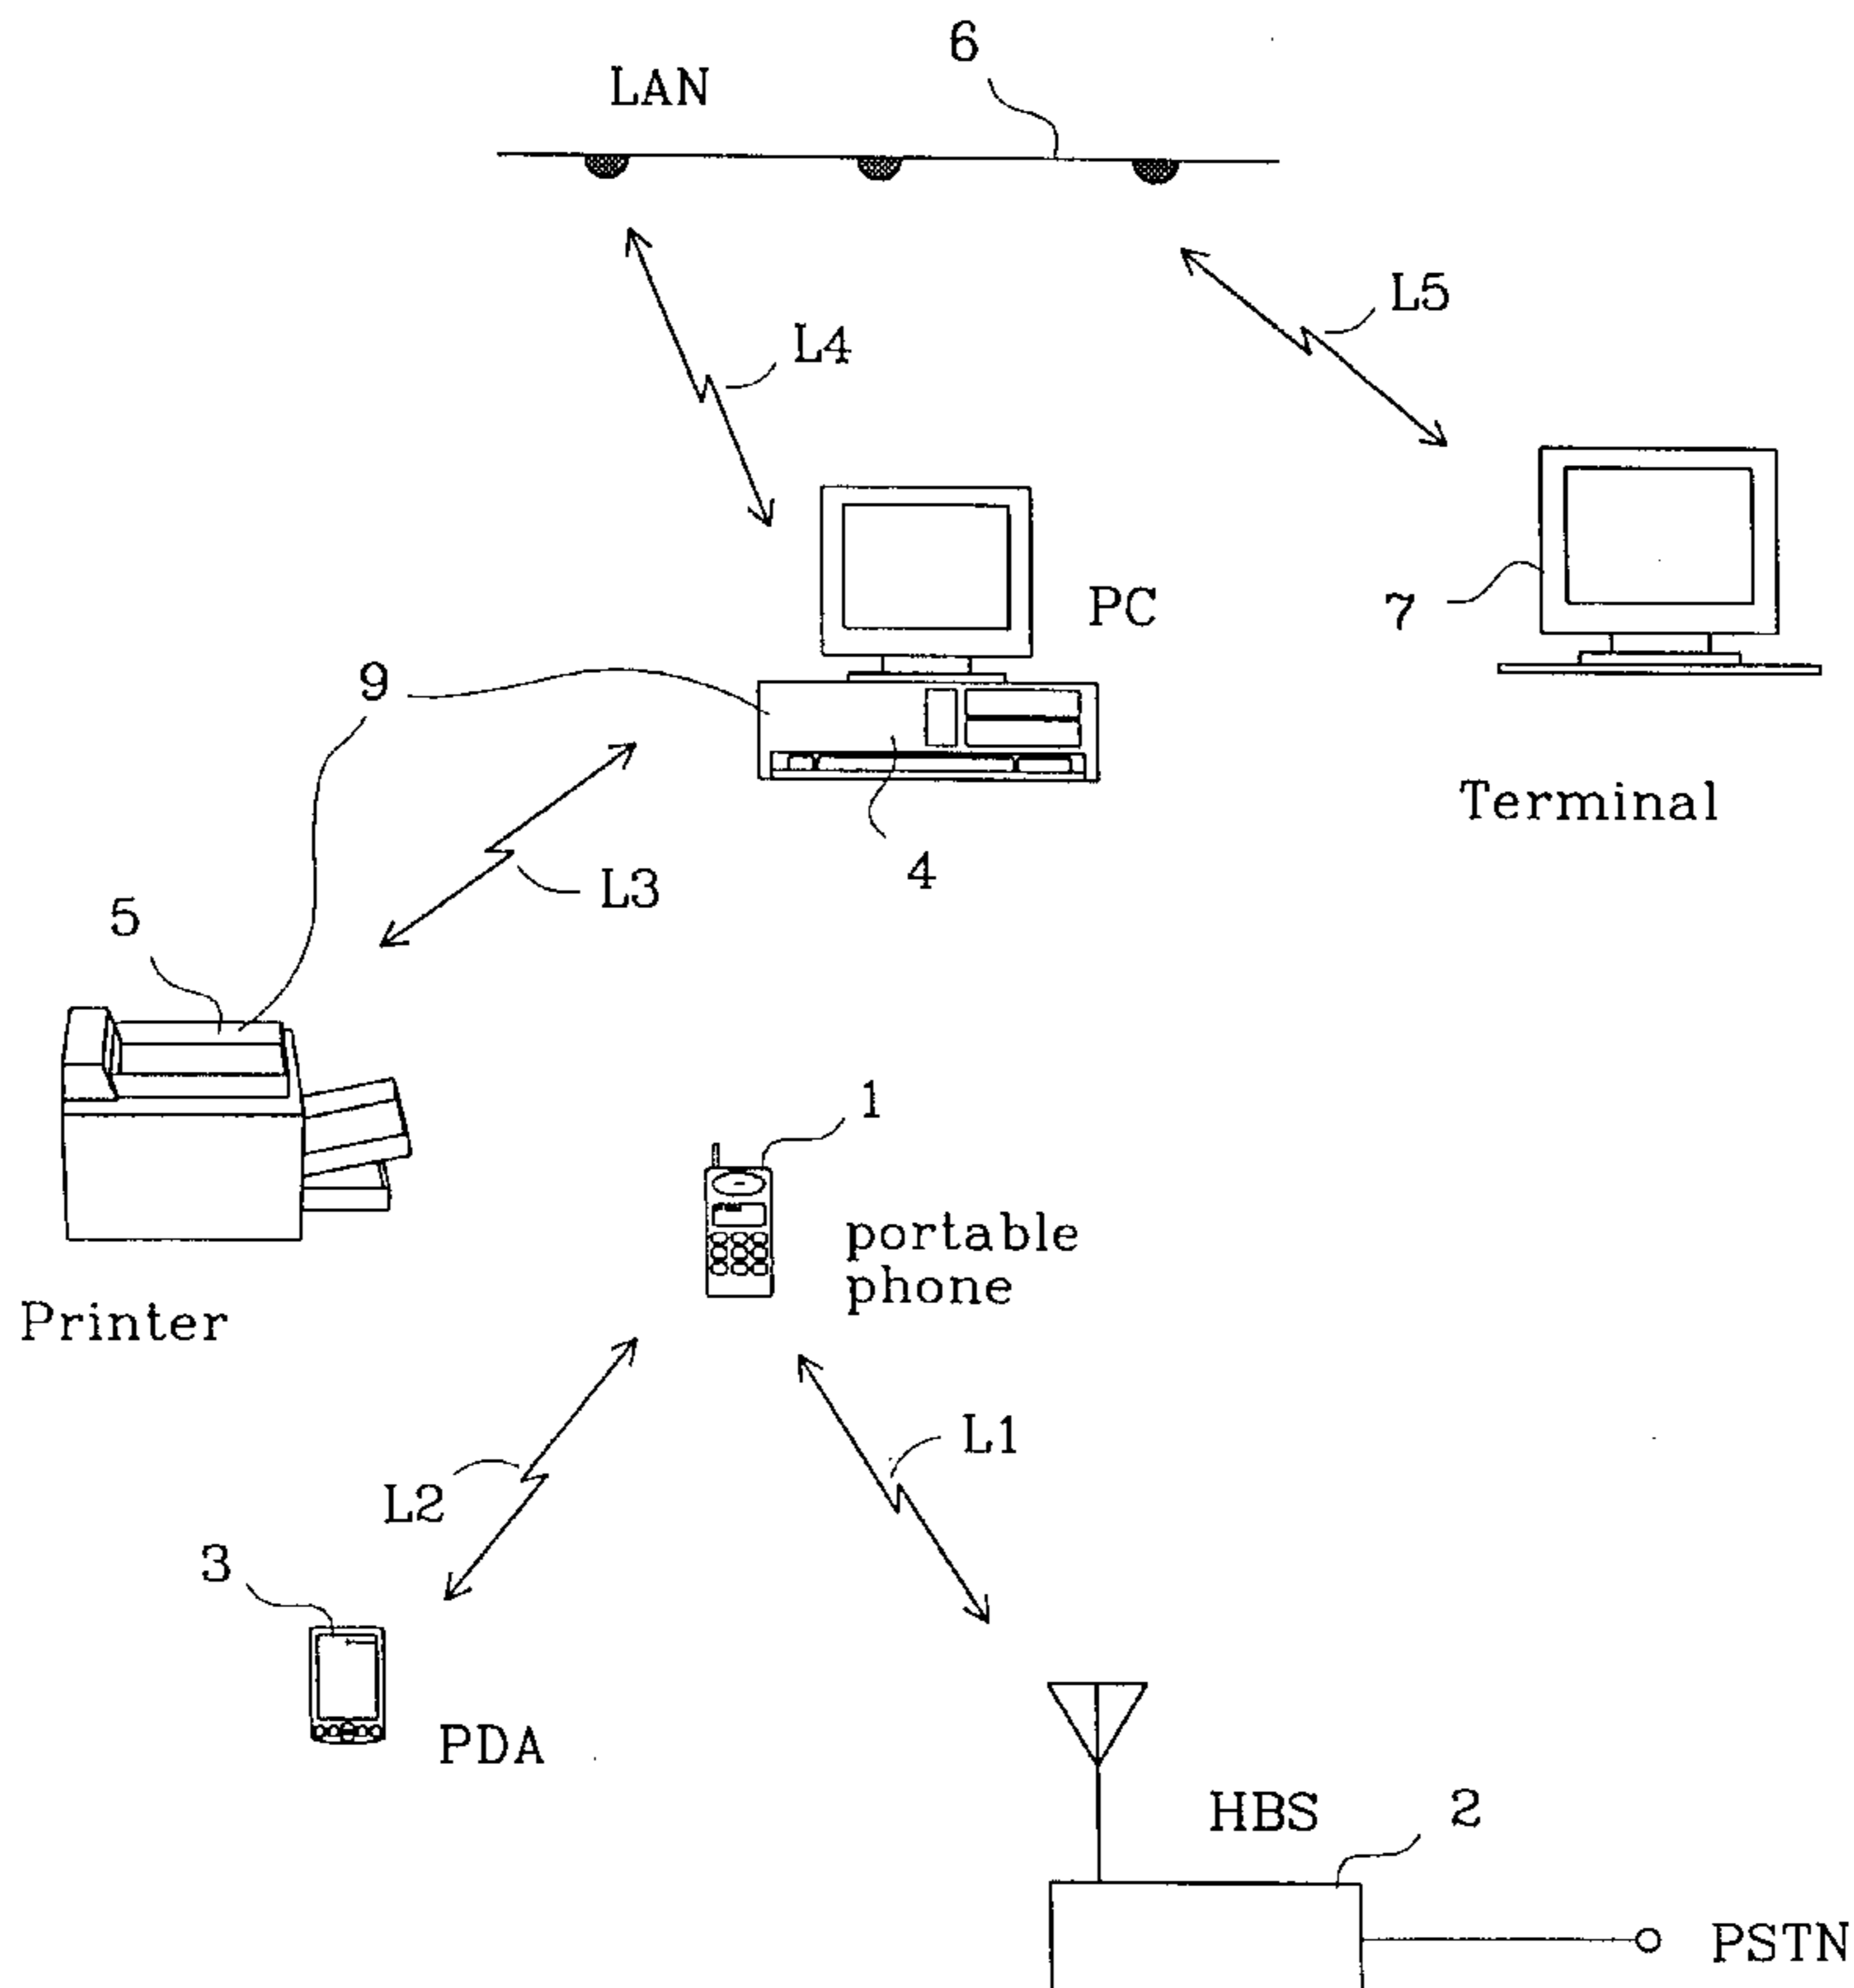 6
LAN
L5
L4
PC
7
9
Terminal
4
L3
5
1
portable
phone
Printer
L1
L2
3
PDA
HBS
2
PSTN